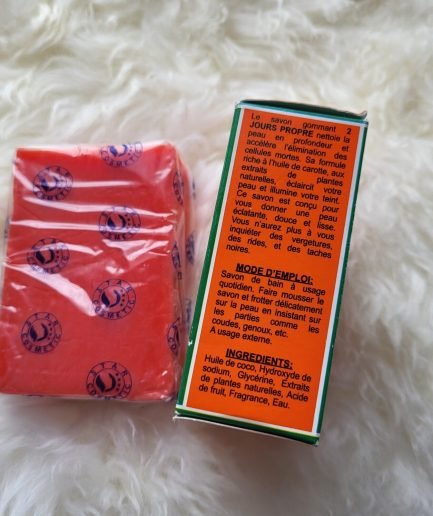 STAR
COSMETIC
Le savon gommant 2
JOURS PROPRE nettoie la
peau en profondeur et
accélère l'élimination des
cellules mortes. Sa formule
riche à l'huile de carotte, aux
extraits de plantes
naturelles, éclaircit votre
peau et illumine votre teint.
Ce savon est conçu pour
vous donner une peau
éclatante, douce et lisse.
Vous n'aurez plus à vous
inquiéter des vergetures,
des rides, et des taches
noires.
MODE D'EMPLOI:
Savon de bain à usage
quotidien. Faire mousser le
savon et frotter délicatement
sur la peau en insistant sur
les parties comme les
coudes, genoux, etc.
A usage externe.
INGREDIENTS:
Huile de coco, Hydroxyde de
sodium, Glycérine, Extraits
de plantes naturelles, Acide
de fruit, Fragrance, Eau.